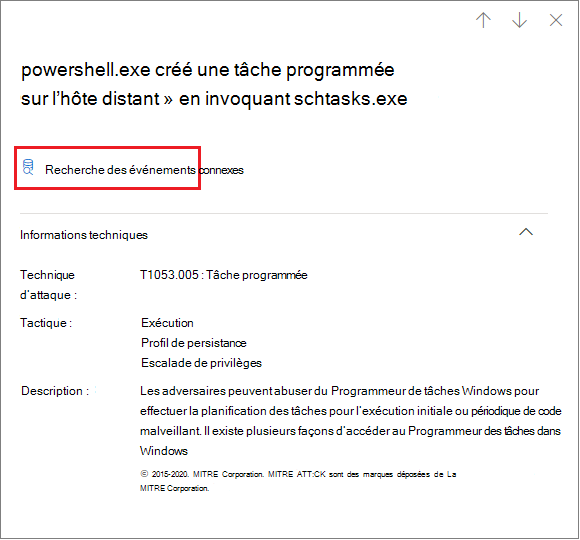 powershell.exe créé une tâche programmée
sur l’hôte distant » en invoquant schtasks.exe
Recherche des événements connexes
Informations techniques
Technique d’attaque : T1053.005 : Tâche programmée
Tactique : Exécution
Profil de persistance
Escalade de privilèges
Description : Les adversaires peuvent abuser du Programmeur de tâches Windows pour
effectuer la planification des tâches pour l’exécution initiale ou périodique de code
malveillant. Il existe plusieurs façons d’accéder au Programmeur des tâches dans
Windows
© 2015-2020. MITRE Corporation. MITRE ATT:CK sont des marques déposées de La
MITRE Corporation.